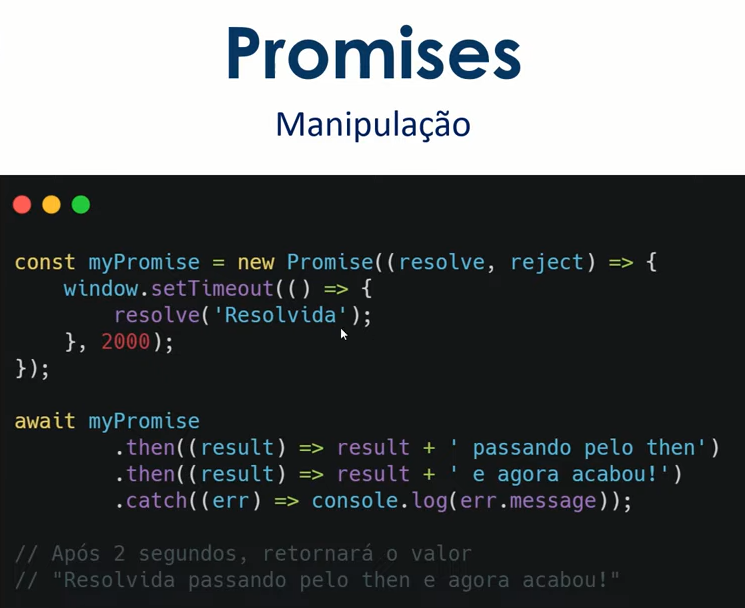 Promises
Manipulação
const myPromise = new Promise((resolve, reject) => {
    window.setTimeout(() => {
        resolve('Resolvida');
    }, 2000);
});
await myPromise
        .then((result) => result + ' passando pelo then')
        .then((result) => result + ' e agora acabou!')
        .catch((err) => console.log(err.message));
// Após 2 segundos, retornará o valor
// "Resolvida passando pelo then e agora acabou!"